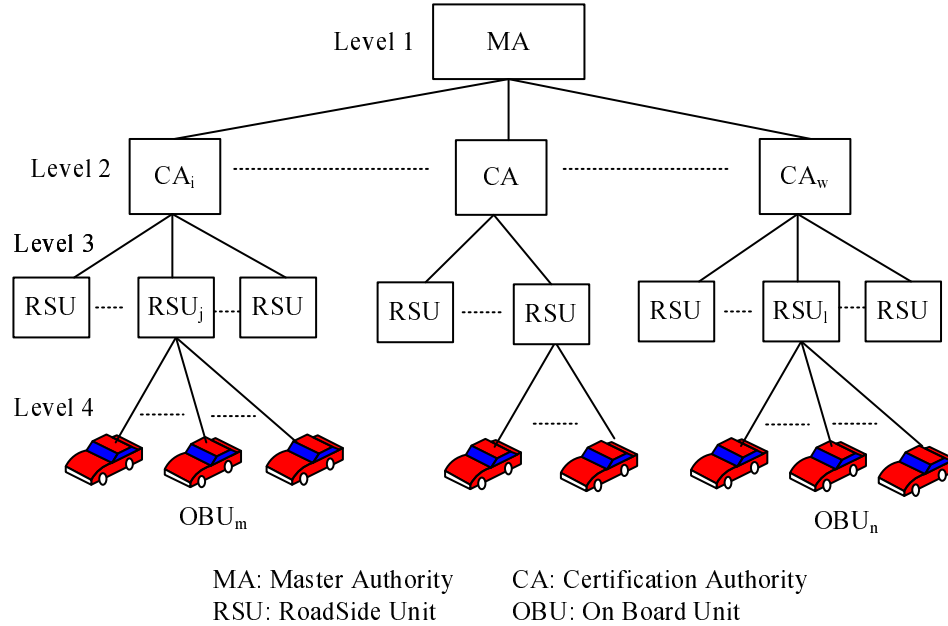 Level 1
MA
Level 2
CAi
CA
CAw
Level 3
RSU
RSUj
RSU
RSU
RSU
RSU
RSUl
RSU
Level 4
OBUm
OBUn
MA: Master Authority
CA: Certification Authority
RSU: RoadSide Unit
OBU: On Board Unit